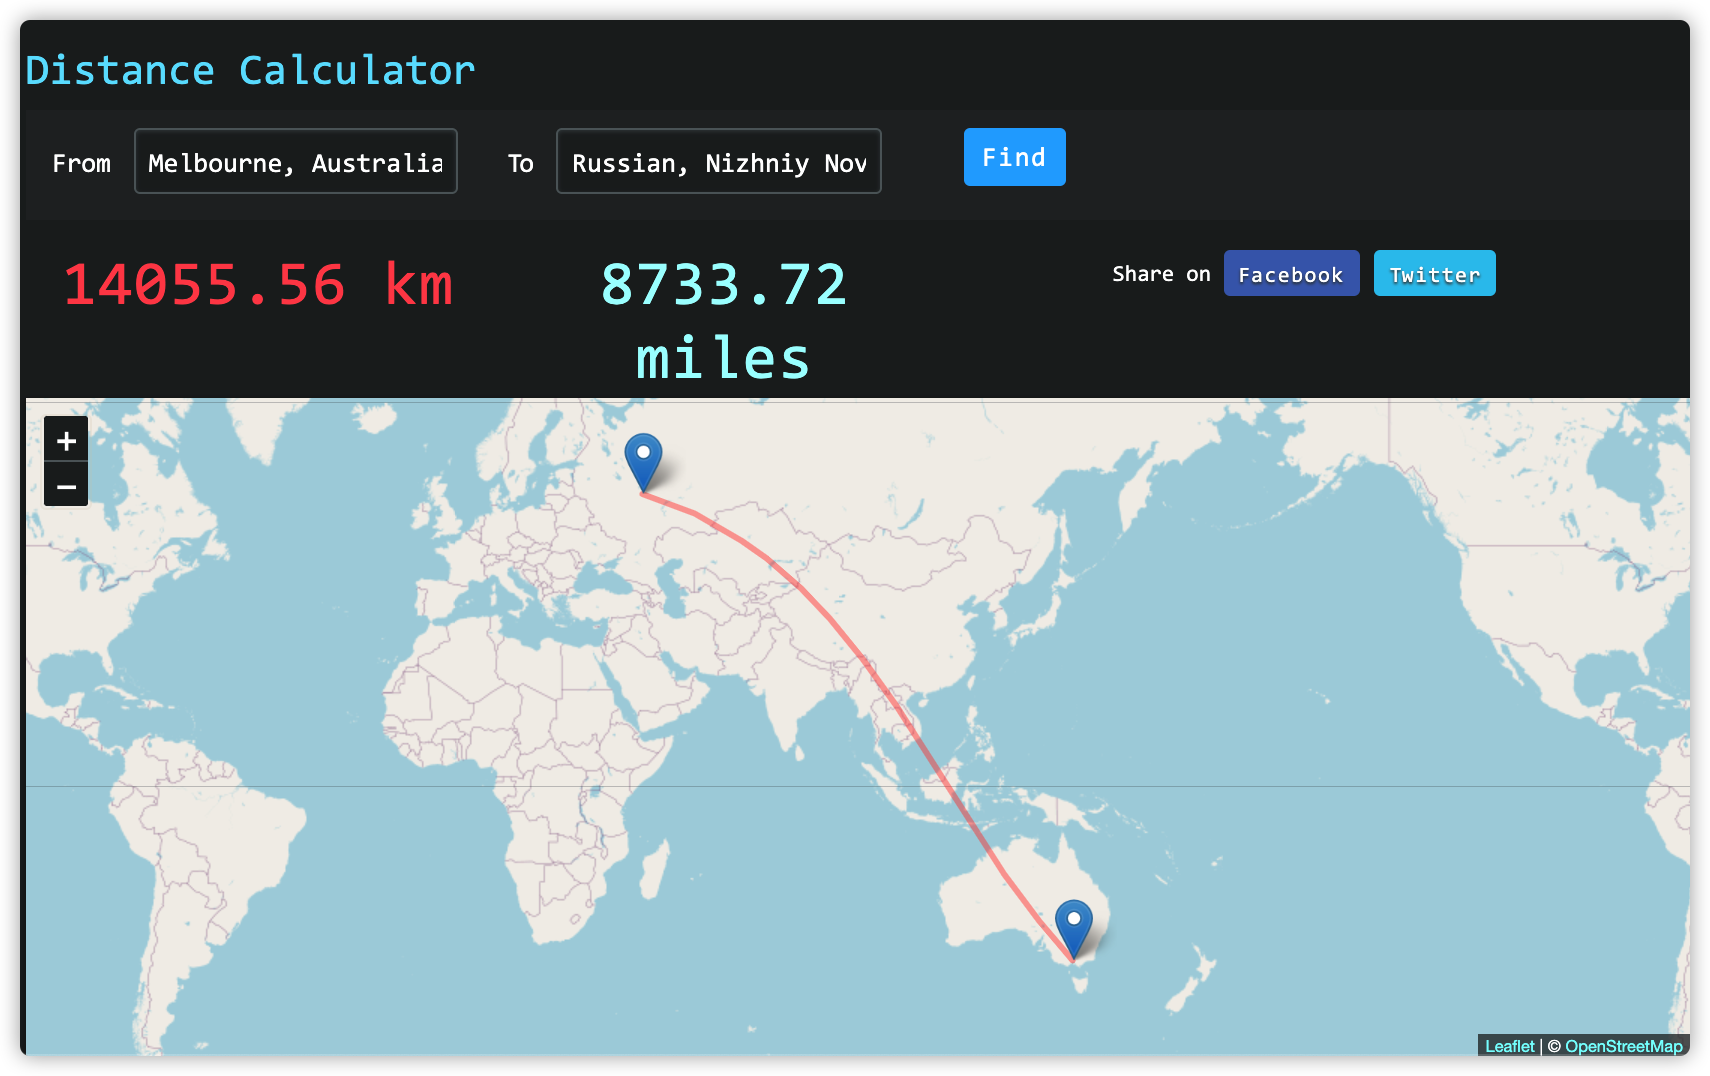 Distance Calculator
From Melbourne, Australia To Russian, Nizhniy Nov Find
14055.56 km 8733.72 miles Share on Facebook Twitter
+
−
Leaflet | © OpenStreetMap